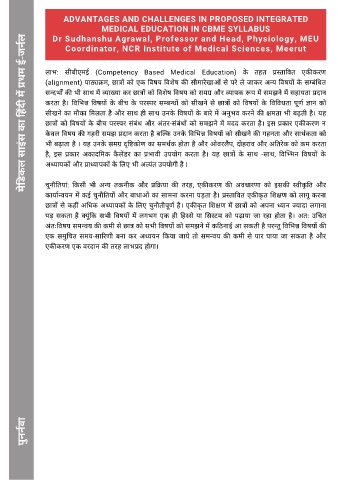 ADVANTAGES AND CHALLENGES IN PROPOSED INTEGRATED
MEDICAL EDUCATION IN CBME SYLLABUS
Dr Sudhanshu Agrawal, Professor and Head, Physiology, MEU
Coordinator, NCR Institute of Medical Sciences, Meerut
मेडिकल साइंस का हिंदी में प्रथम ई-जर्नल
लाभ: सीबीएमई (Competency Based Medical Education) के तहत प्रस्तावित एकीकरण
(alignment) पाठ्यक्रम, छात्रों को एक विषय विशेष की सीमारेखाओं से परे ले जाकर अन्य विषयों के सम्बंधित
सन्दर्भों की भी साथ में व्याख्या कर छात्रों को विशेष विषय को समग्र और व्यापक रूप में समझने में सहायता प्रदान
करता है। विभिन्न विषयों के बीच के परस्पर सम्बन्धों को सीखने से छात्रों को विषयों के विविधता पूर्ण ज्ञान को
सीखने का मौका मिलता है और साथ ही साथ उनके विषयों के बारे में अनुभव करने की क्षमता भी बढ़ती है। यह
छात्रों को विषयों के बीच परस्पर संबंध और अंतर-संबंधों को समझने में मदद करता है। इस प्रकार एकीकरण न
केवल विषय की गहरी समझ प्रदान करता है बल्कि उनके विभिन्न विषयों को सीखने की गहनता और सार्थकता को
भी बढ़ाता है । यह उनके समग्र दृष्टिकोण का समर्थक होता है और ओवरलैप, दोहराव और अतिरेक को कम करता
है, इस प्रकार अकादमिक कैलेंडर का प्रभावी उपयोग करता है। यह छात्रों के साथ -साथ, विभिन्न विषयों के
अध्यापकों और प्राध्यापकों के लिए भी अत्यंत उपयोगी है ।
चुनौतियां: किसी भी अन्य तकनीक और प्रक्रिया की तरह, एकीकरण की अवधारणा को इसकी स्वीकृति और
कार्यान्वयन में कई चुनौतियों और बाधाओं का सामना करना पड़ता है। प्रस्तावित एकीकृत शिक्षण को लागू करना
छात्रों से कहीं अधिक अध्यापकों के लिए चुनौतीपूर्ण है। एकीकृत शिक्षण में छात्रों को अपना ध्यान ज्यादा लगाना
पड़ सकता है क्यूंकि सभी विषयों में लगभग एक ही हिस्से या सिस्टम को पढ़ाया जा रहा होता है। अत: उचित
अंत:विषय समन्वय की कमी से छात्र को सभी विषयों को समझने में कठिनाई आ सकती है परन्तु विभिन्न विषयों की
एक समुचित समय-सारिणी बना कर अध्ययन किया जाये तो समन्वय की कमी से पार पाया जा सकता है और
एकीकरण एक वरदान की तरह लाभप्रद होगा।
पुनर्नवा